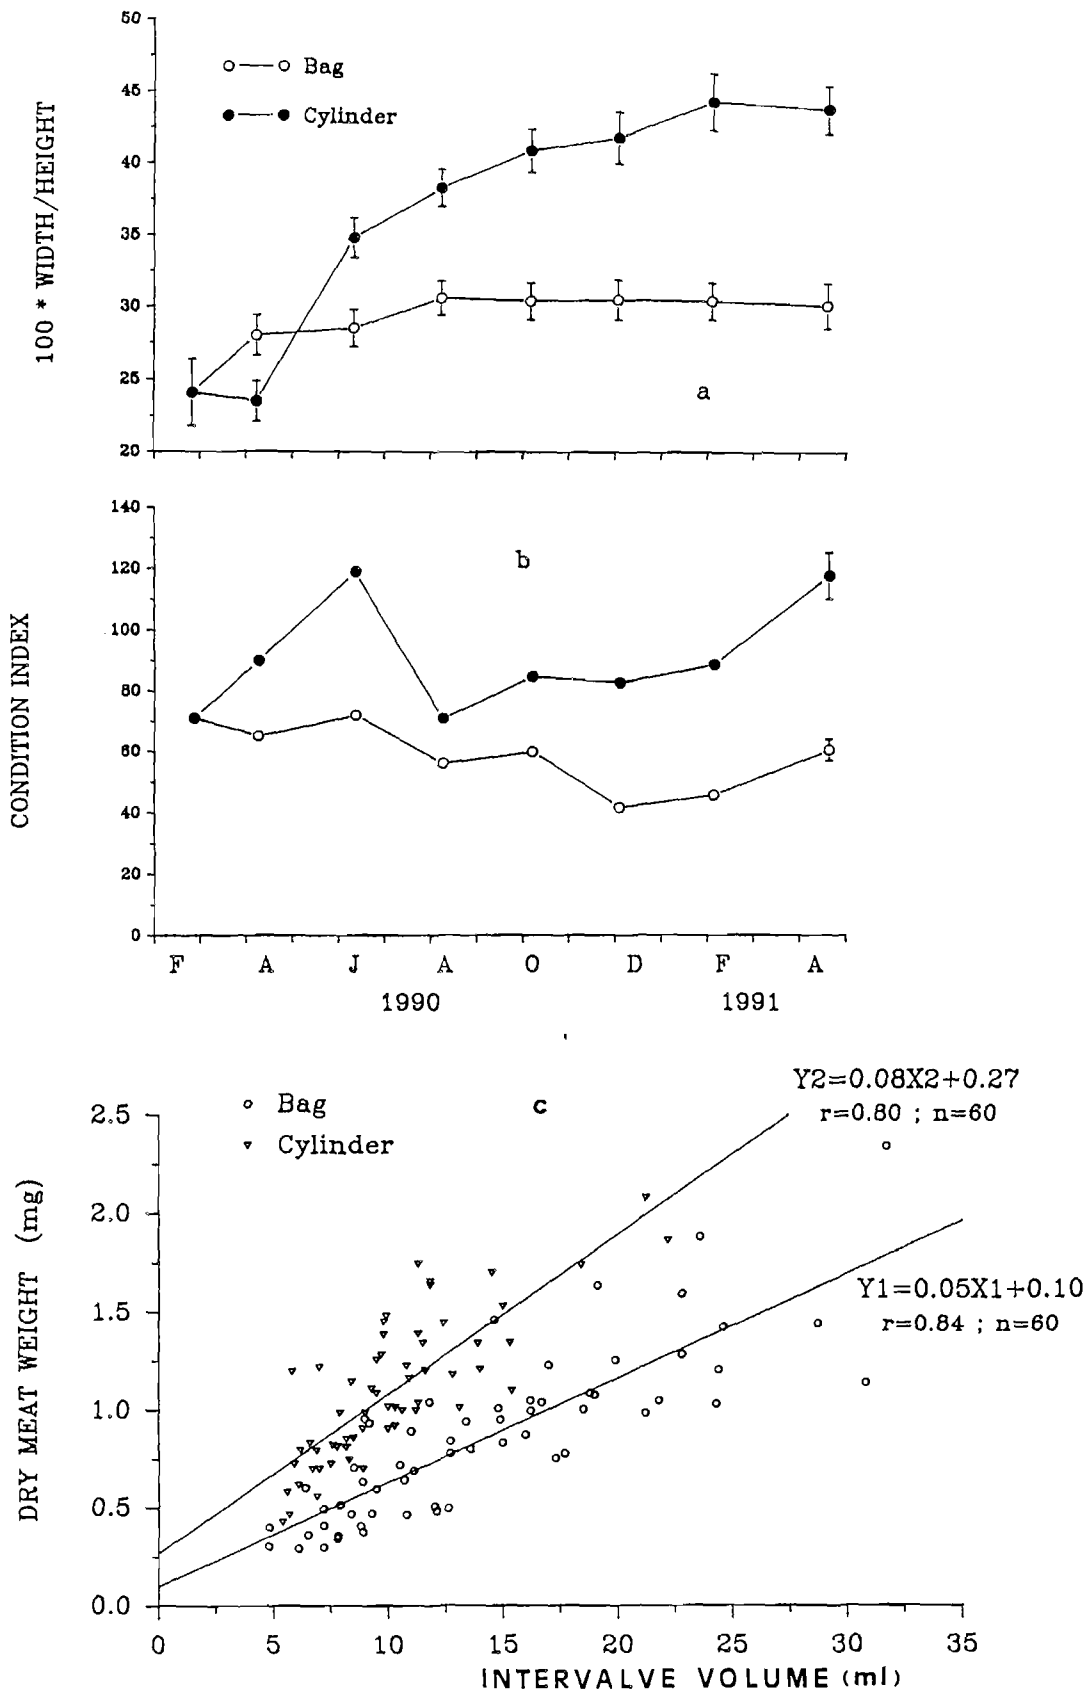 50
Bag
45
Cylinder
40
35
30
25
20
100 * WIDTH/HEIGHT
a
140
120
100
80
60
40
20
0
CONDITION INDEX
b
F A J A O D F A
1990 1991
Y2=0.08X2+0.27
r=0.80 ; n=60
Bag
c
Cylinder
2.5
2.0
1.5
1.0
0.5
0.0
DRY MEAT WEIGHT (mg)
Y1=0.05X1+0.10
r=0.84 ; n=60
0 5 10 15 20 25 30 35
INTERVALVE VOLUME (ml)